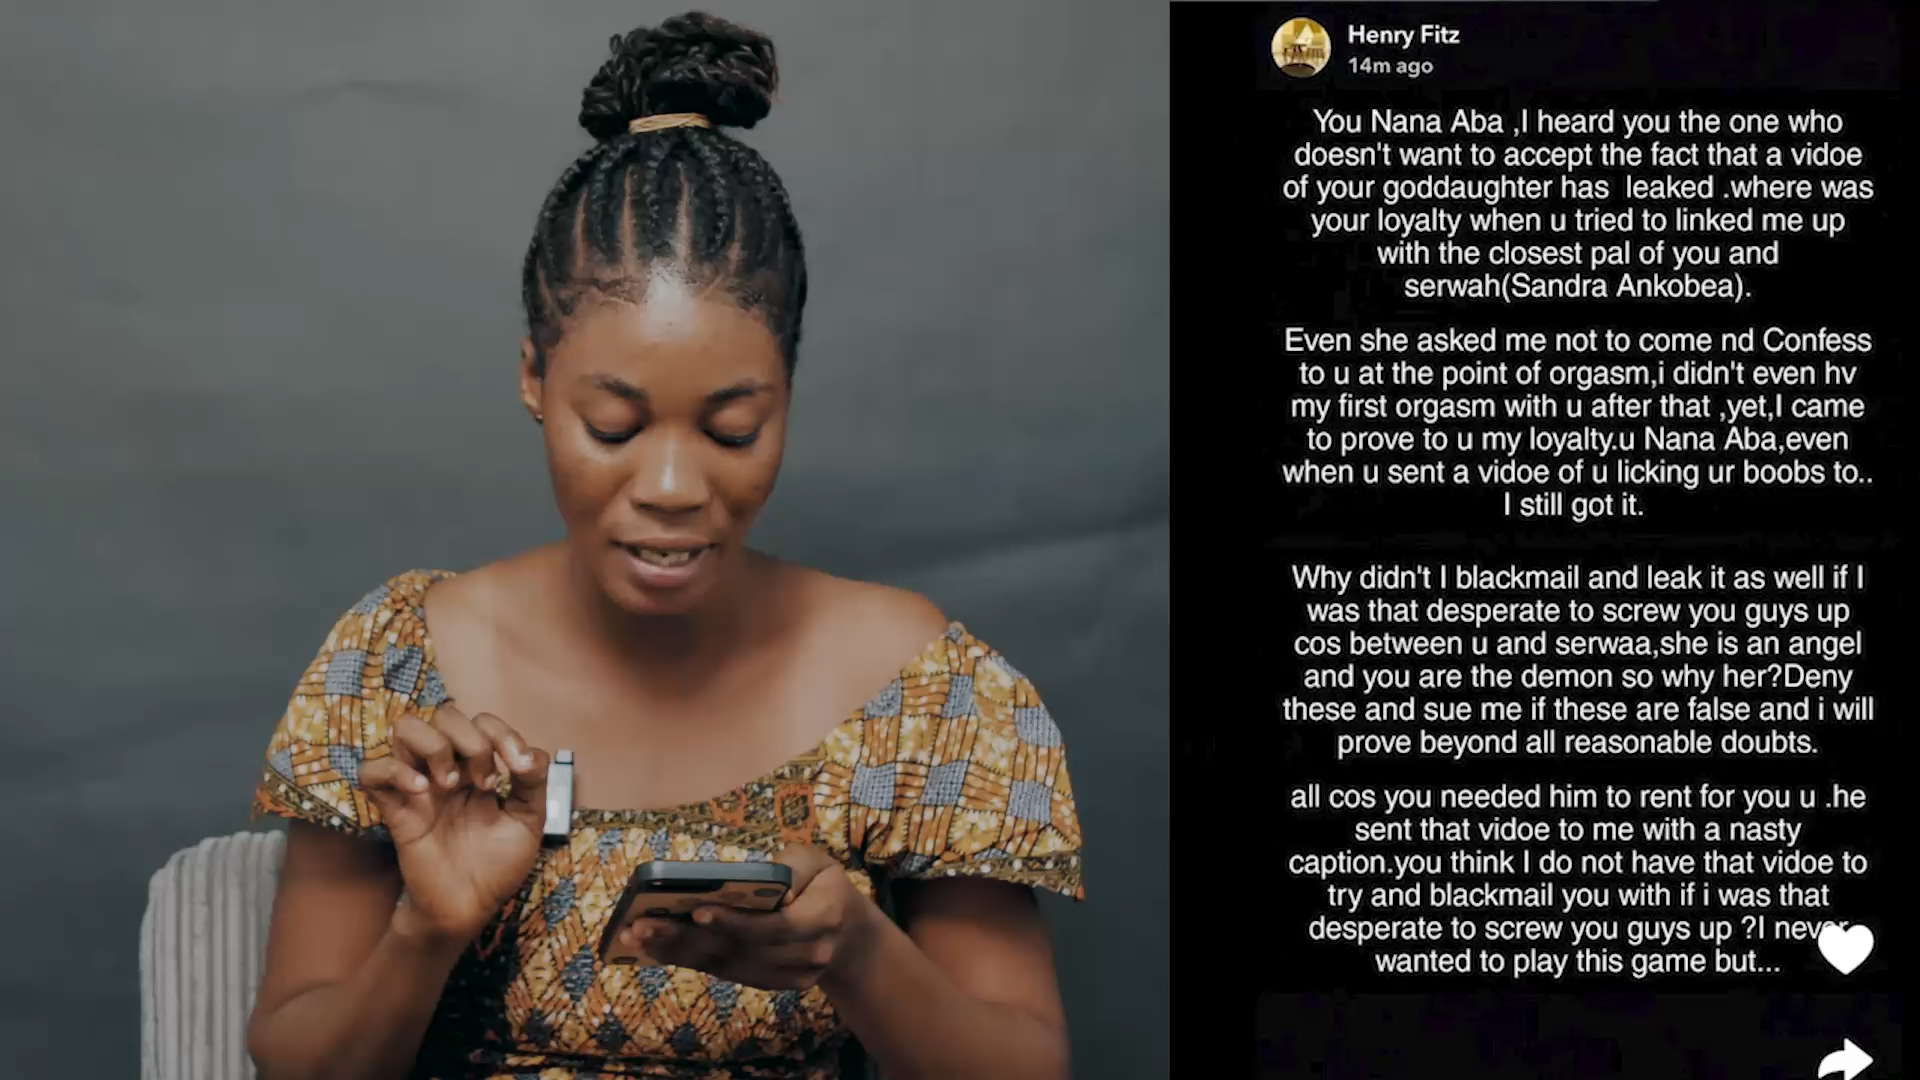 Henry Fitz
14m ago
You Nana Aba ,I heard you the one who
doesn't want to accept the fact that a vidoe
of your goddaughter has leaked .where was
your loyalty when u tried to linked me up
with the closest pal of you and
serwah(Sandra Ankobea).
Even she asked me not to come nd Confess
to u at the point of orgasm,i didn't even hv
my first orgasm with u after that ,yet,I came
to prove to u my loyalty.u Nana Aba,even
when u sent a vidoe of u licking ur boobs to..
I still got it.
Why didn't I blackmail and leak it as well if I
was that desperate to screw you guys up
cos between u and serwaa,she is an angel
and you are the demon so why her?Deny
these and sue me if these are false and i will
prove beyond all reasonable doubts.
all cos you needed him to rent for you u .he
sent that vidoe to me with a nasty
caption.you think I do not have that vidoe to
try and blackmail you with if i was that
desperate to screw you guys up ?I never
wanted to play this game but...